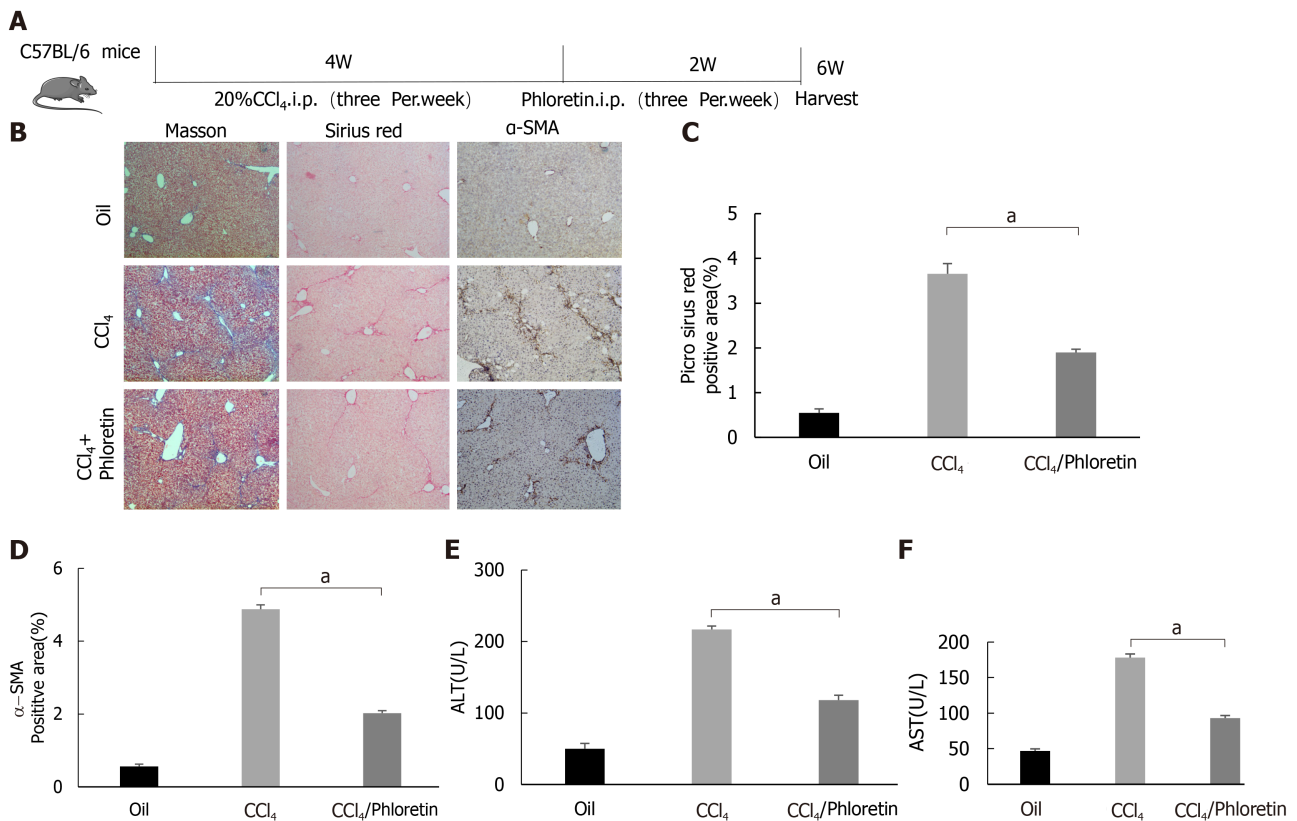 A
C57BL/6 mice
4W
2W
6W
20%CCl₄.i.p. (three Per.week)
Phloretin.i.p. (three Per.week)
Harvest
B
Masson
Sirius red
α-SMA
Oil
CCl₄
CCl₄+
Phloretin
C
Picro sirus red
positive area(%)
5
4
3
2
1
0
a
Oil
CCl₄
CCl₄/Phloretin
D
α−SMA
Posititve area(%)
6
4
2
0
a
Oil
CCl₄
CCl₄/Phloretin
E
ALT(U/L)
300
200
100
0
a
Oil
CCl₄
CCl₄/Phloretin
F
AST(U/L)
200
150
100
50
0
a
Oil
CCl₄
CCl₄/Phloretin